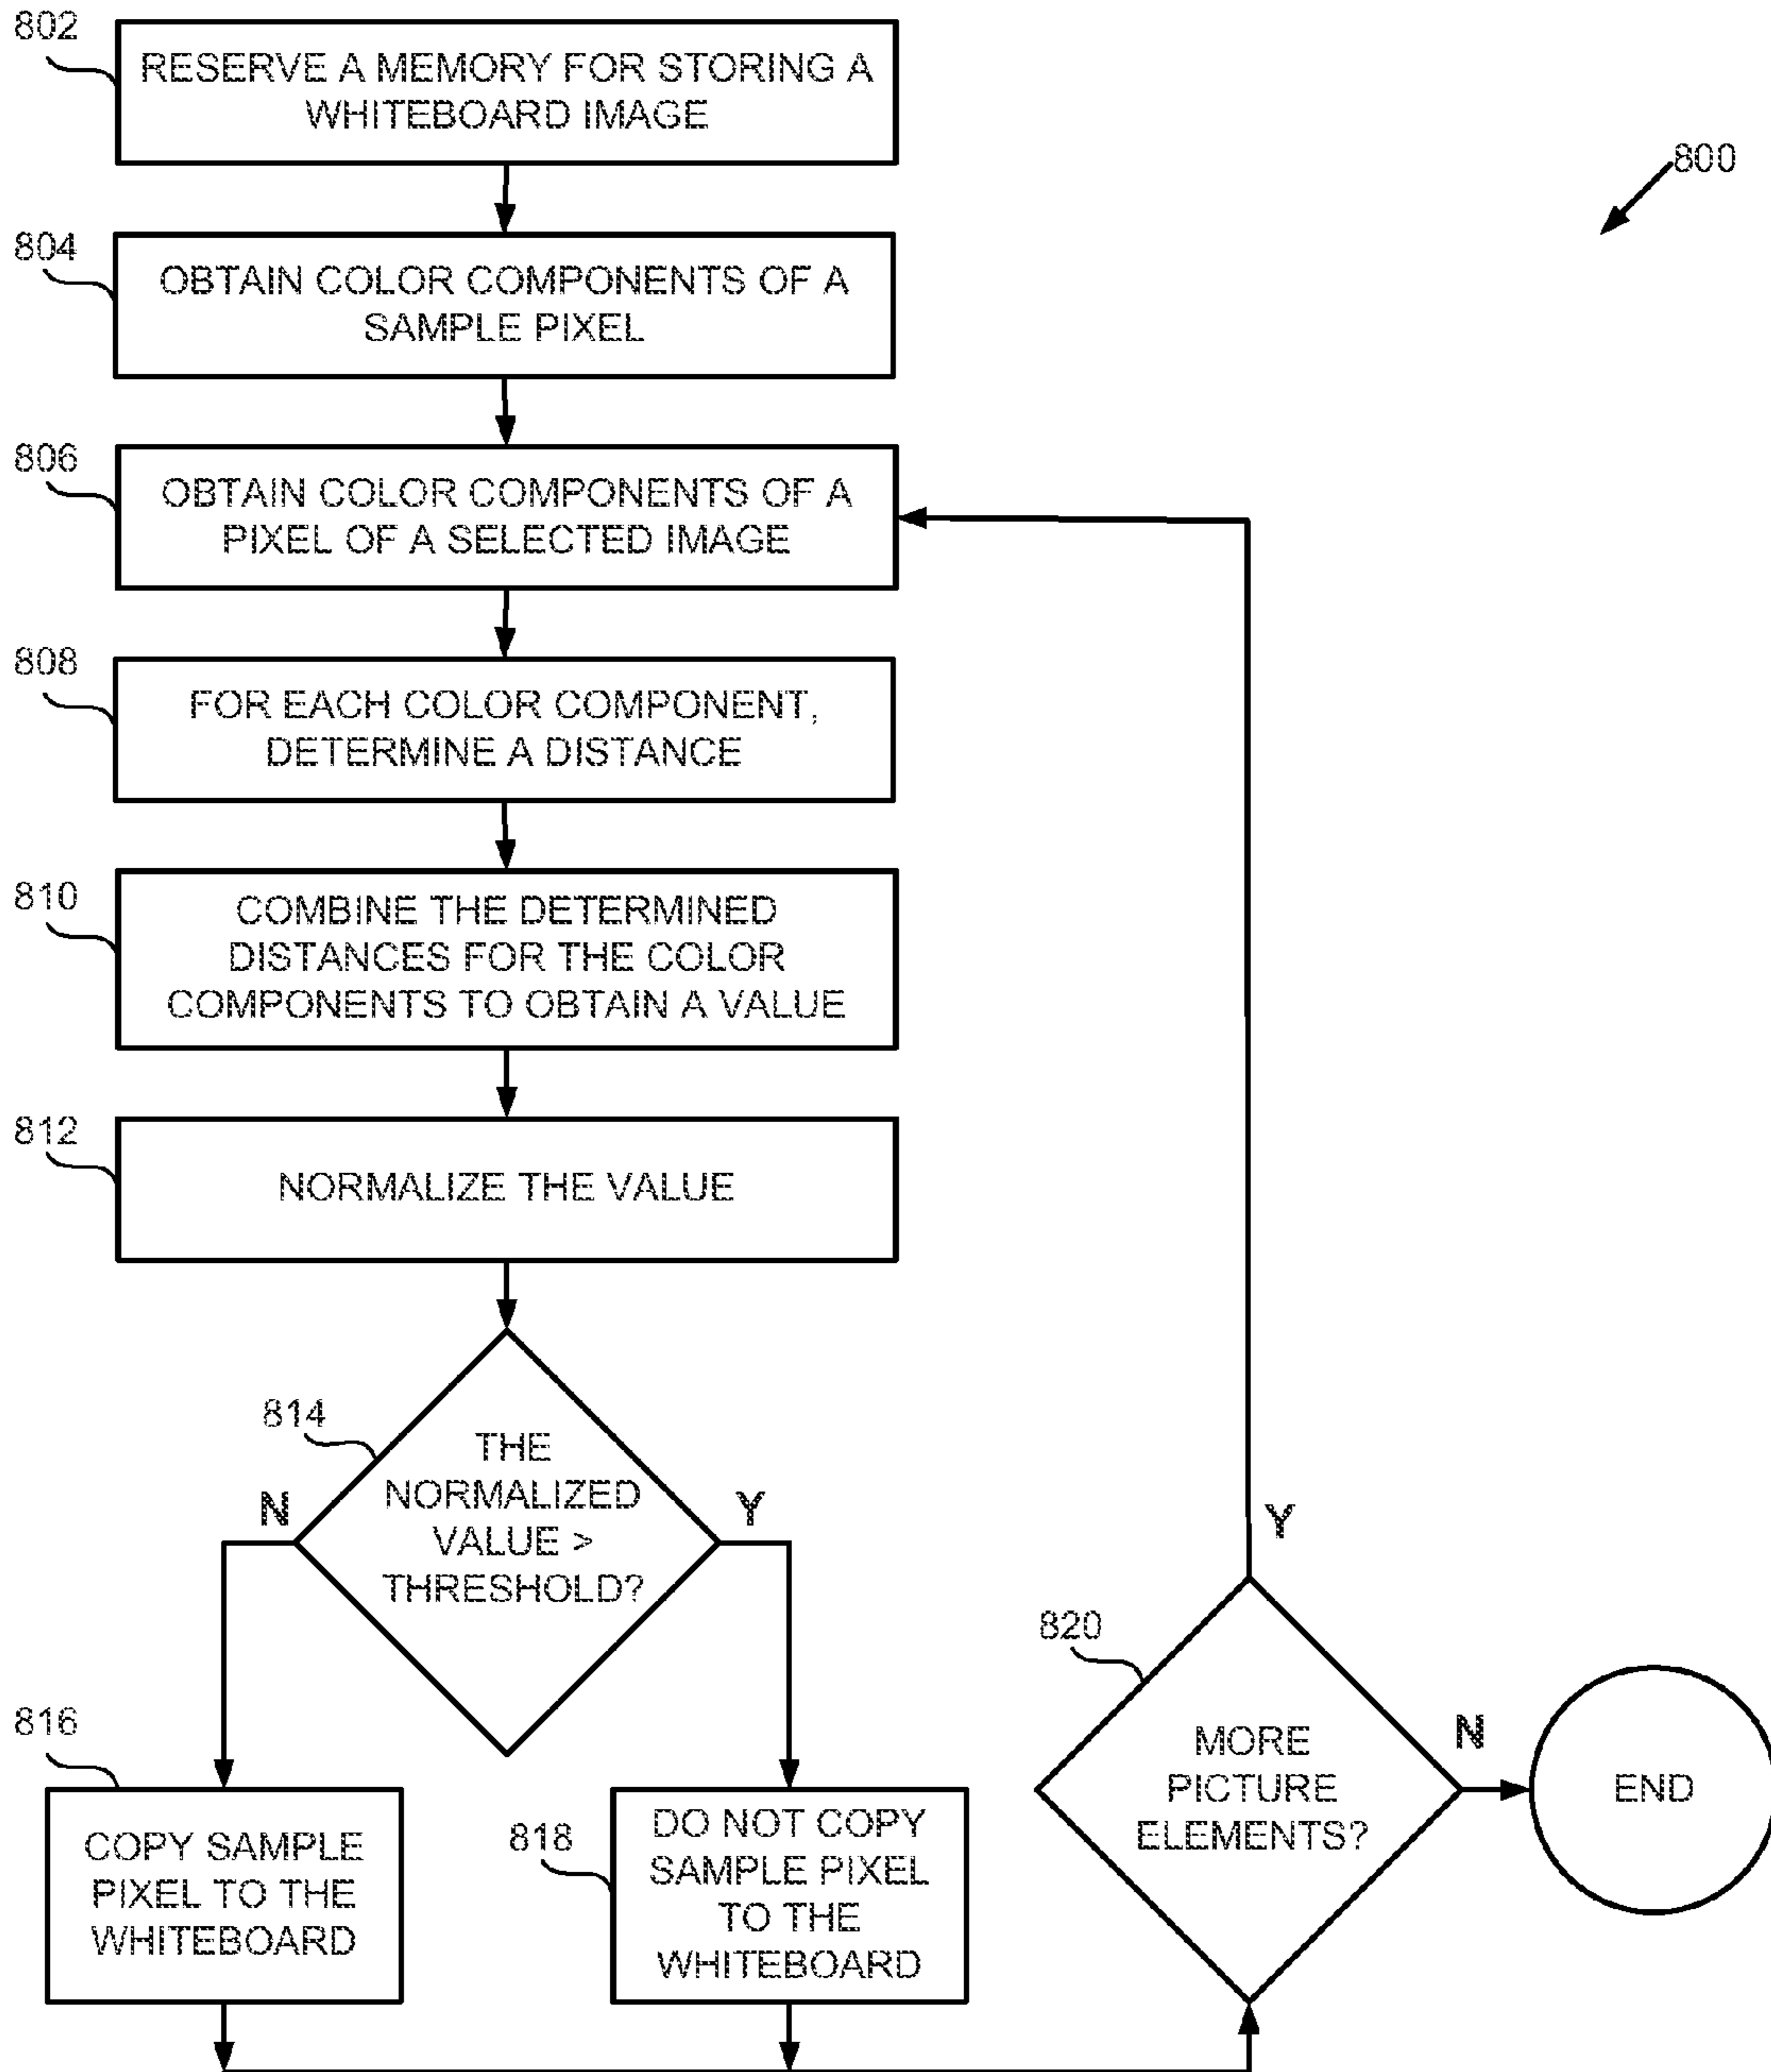 802
RESERVE A MEMORY FOR STORING A
WHITEBOARD IMAGE
800
804
OBTAIN COLOR COMPONENTS OF A
SAMPLE PIXEL
806
OBTAIN COLOR COMPONENTS OF A
PIXEL OF A SELECTED IMAGE
808
FOR EACH COLOR COMPONENT,
DETERMINE A DISTANCE
810
COMBINE THE DETERMINED
DISTANCES FOR THE COLOR
COMPONENTS TO OBTAIN A VALUE
812
NORMALIZE THE VALUE
814
THE
NORMALIZED
VALUE >
THRESHOLD?
N
Y
816
COPY SAMPLE
PIXEL TO THE
WHITEBOARD
818
DO NOT COPY
SAMPLE PIXEL
TO THE
WHITEBOARD
820
MORE
PICTURE
ELEMENTS?
Y
N
END